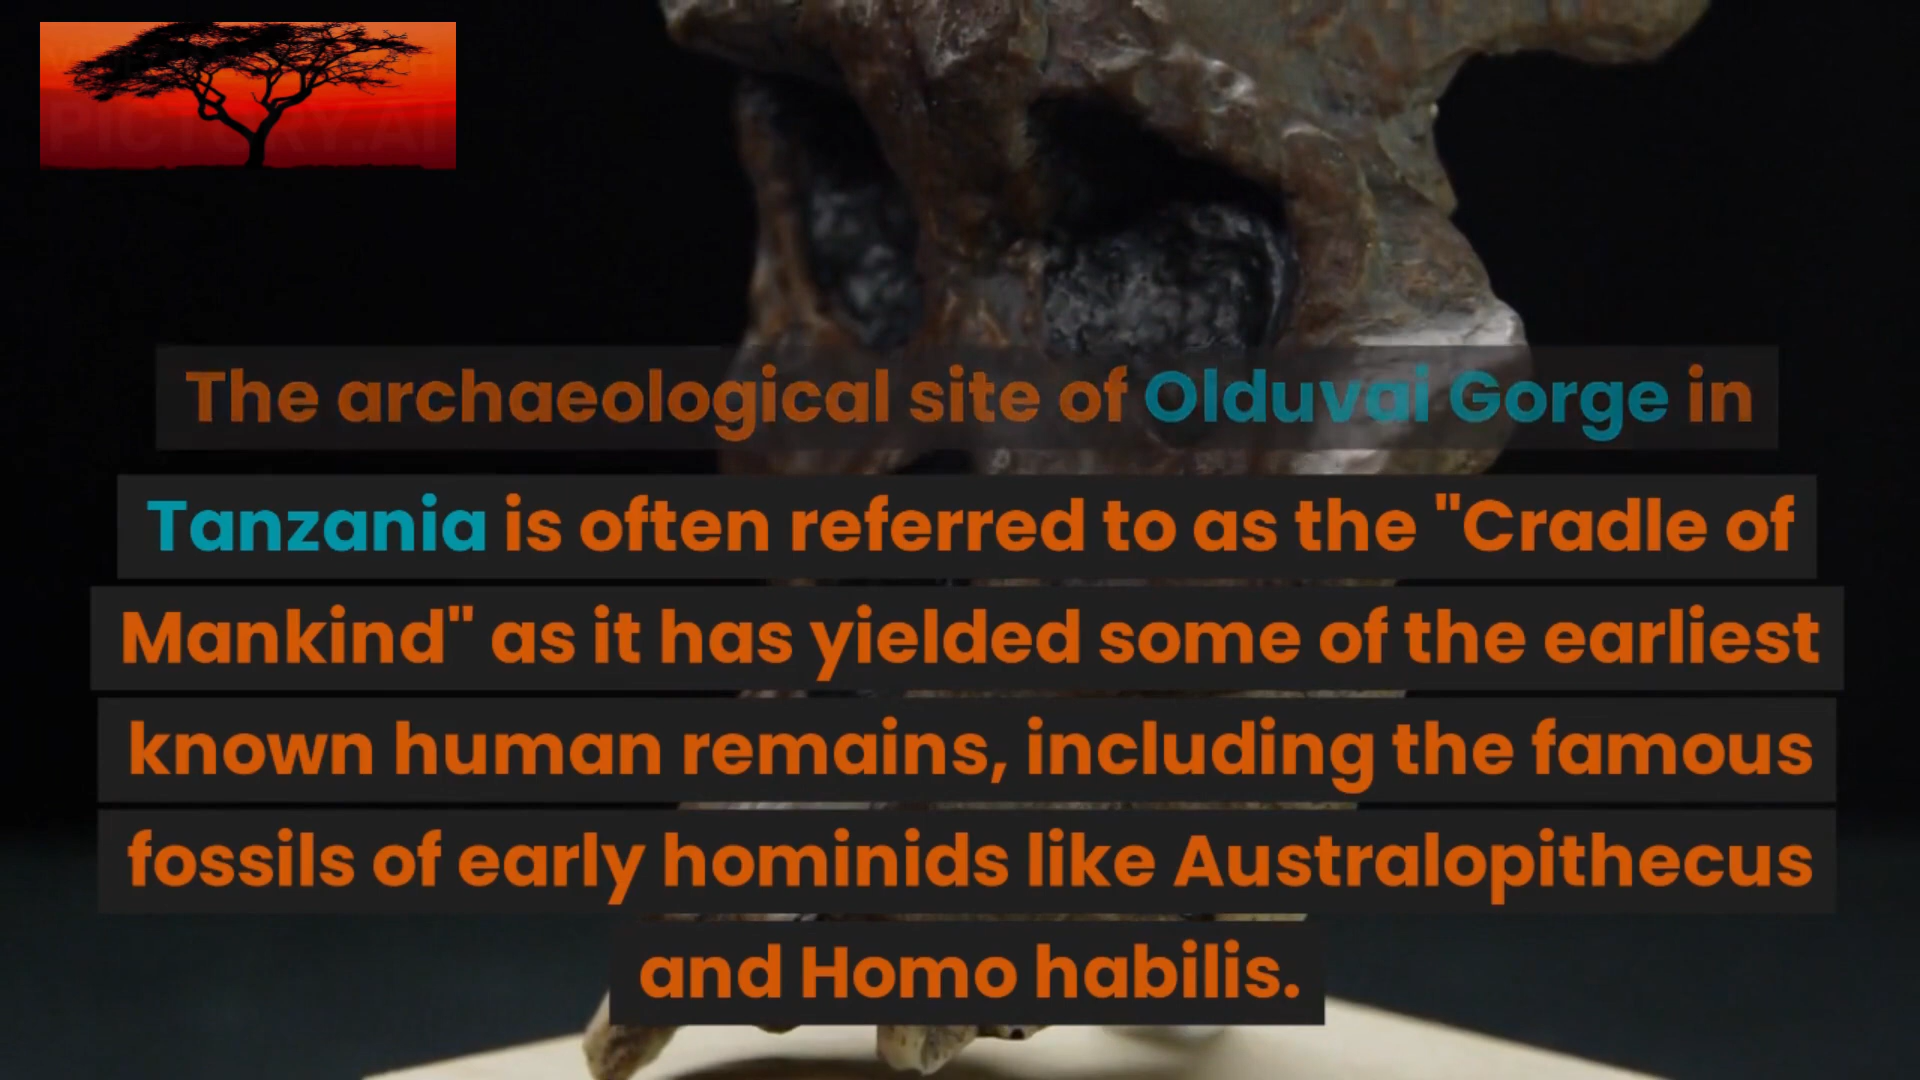 PICTORY.AI
The archaeological site of Olduvai Gorge in
Tanzania is often referred to as the "Cradle of
Mankind" as it has yielded some of the earliest
known human remains, including the famous
fossils of early hominids like Australopithecus
and Homo habilis.